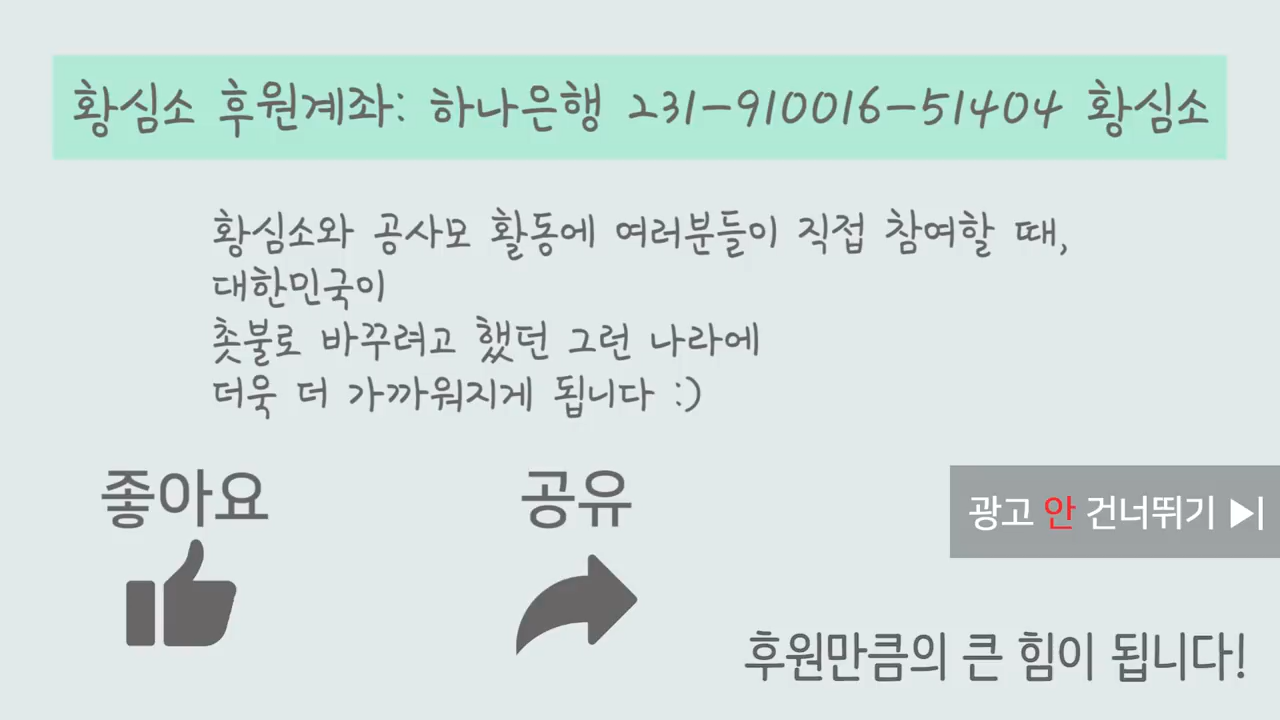 황심소 후원계좌: 하나은행 231-910016-51404 황심소
황심소와 공사모 활동에 여러분들이 직접 참여할 때,
대한민국이
촛불로 바꾸려고 했던 그런 나라에
더욱 더 가까워지게 됩니다 :)
좋아요
공유
광고 안 건너뛰기
후원만큼의 큰 힘이 됩니다!